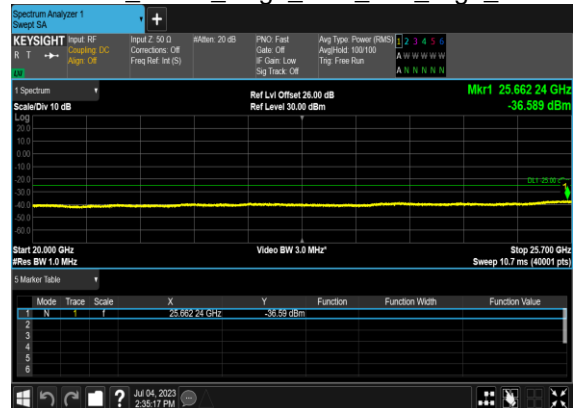 Spectrum Analyzer 1
Swept SA
KEYSIGHT Input: RF Input Z: 50 Ω #Atten: 20 dB PNO: Fast Avg Type: Power (RMS) 1 2 3 4 5 6
R T Coupling: DC Corrections: Off Gate: Off Avg|Hold: 100/100 A W W W W W
Align: Off Freq Ref: Int (S) IF Gain: Low Trig: Free Run
LW Sig Track: Off A N N N N N
1 Spectrum Ref Lvl Offset 26.00 dB Mkr1 25.662 24 GHz
Scale/Div 10 dB Ref Level 30.00 dBm -36.589 dBm
Log
20.0
10.0
0.00
-10.0
-20.0
DL1 -25.00
-30.0
1
-40.0
-50.0
-60.0
Start 20.000 GHz Video BW 3.0 MHz* Stop 25.700 GHz
#Res BW 1.0 MHz Sweep 10.7 ms (40001 pts)
5 Marker Table
Mode Trace Scale X Y Function Function Width Function Value
1 N 1 f 25.662 24 GHz -36.59 dBm
2
3
4
5
6
Jul 04, 2023
2:35:17 PM